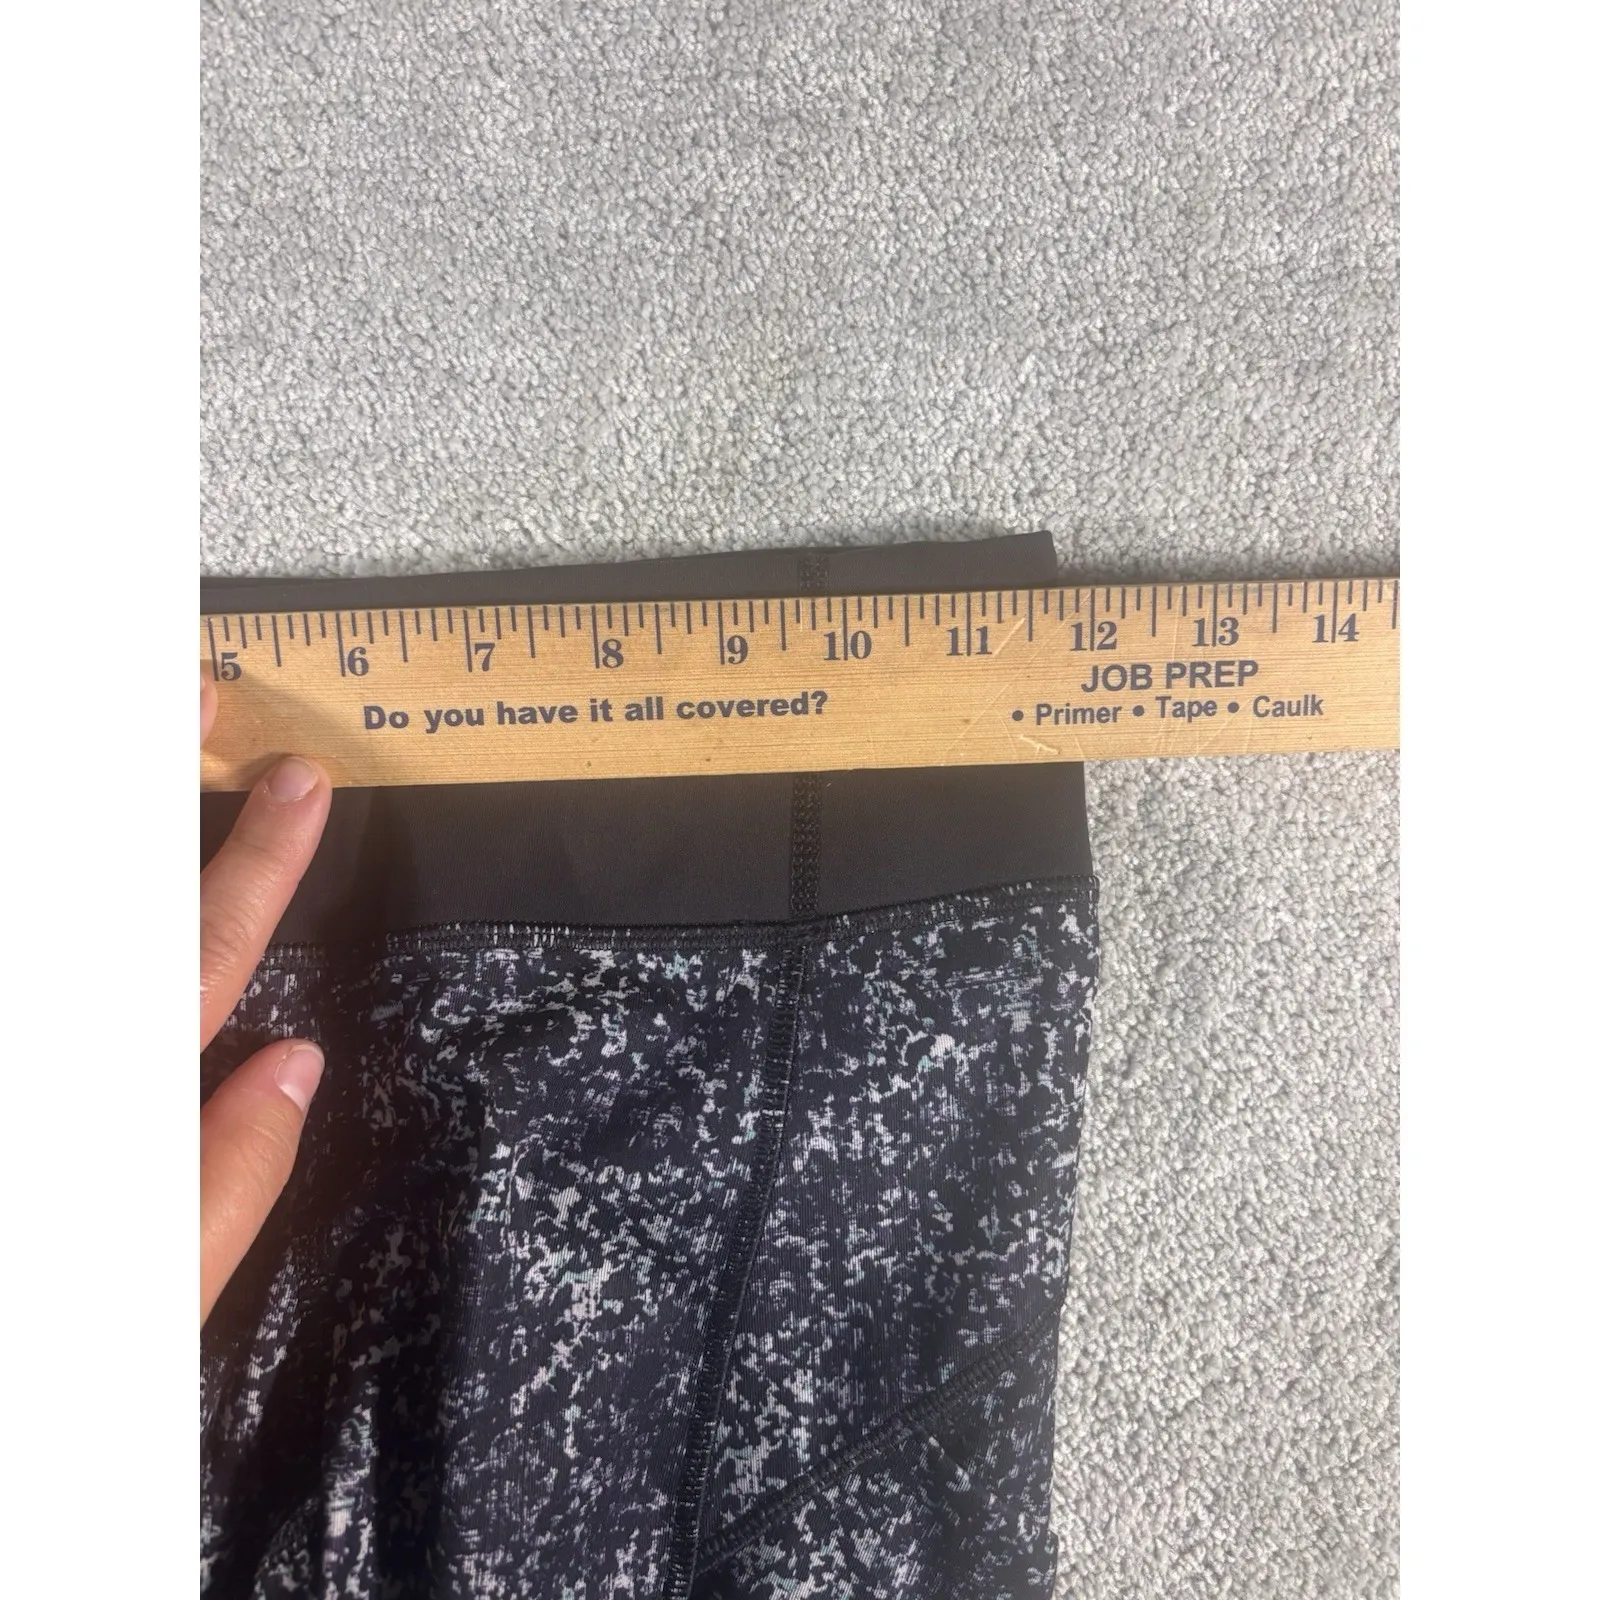 5 6 7 8 9 10 11 12 13 14
JOB PREP
Do you have it all covered? • Primer • Tape • Caulk